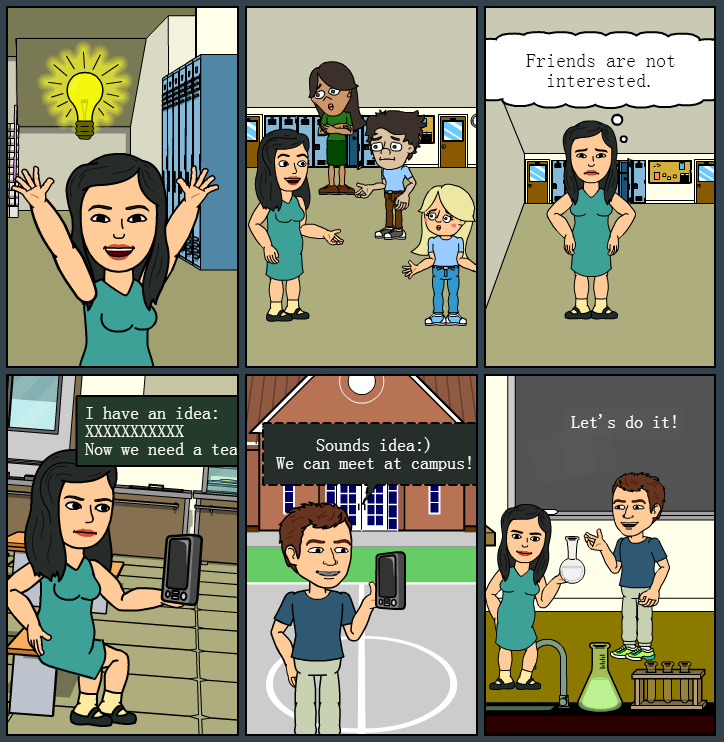 Friends are not
interested.
I have an idea:
XXXXXXXXXXX
Now we need a tea
Sounds idea:)
We can meet at campus!
Let's do it!